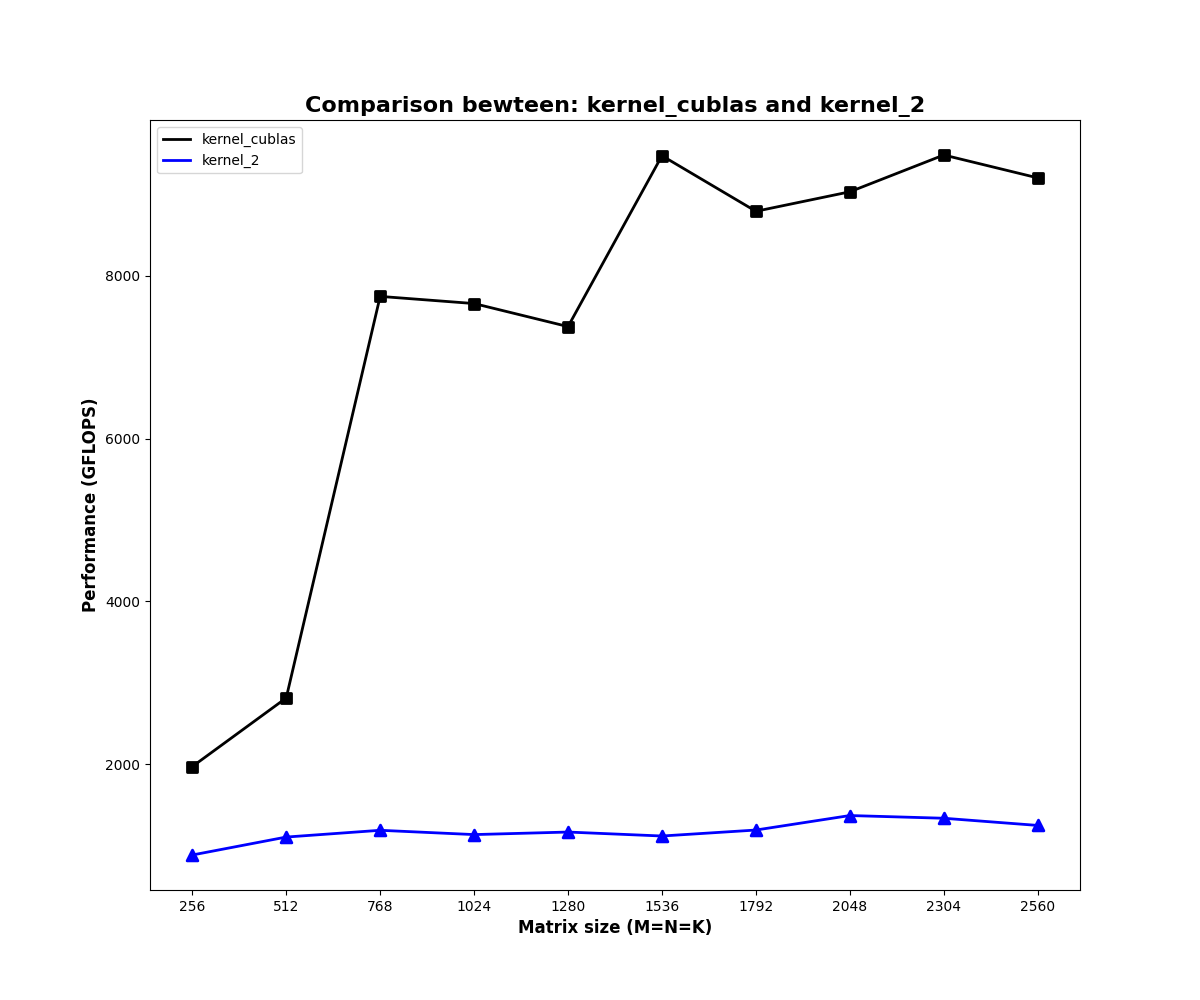 Comparison bewteen: kernel_cublas and kernel_2
kernel_cublas
kernel_2
Performance (GFLOPS)
8000
6000
4000
2000
256 512 768 1024 1280 1536 1792 2048 2304 2560
Matrix size (M=N=K)